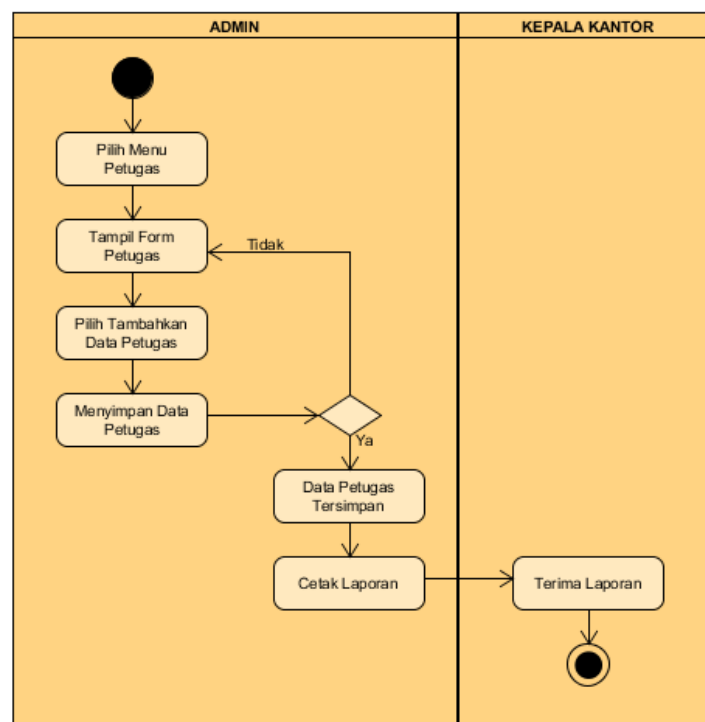 ADMIN
KEPALA KANTOR
Pilih Menu
Petugas
Tampil Form
Petugas
Tidak
Pilih Tambahkan
Data Petugas
Menyimpan Data
Petugas
Ya
Data Petugas
Tersimpan
Cetak Laporan
Terima Laporan